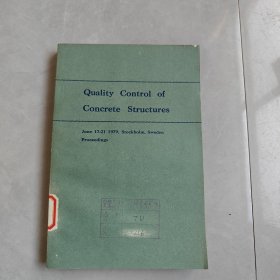 Quality Control of
Concrete Structures
June 17-21 1979, Stockholm, Sweden
Proceedings